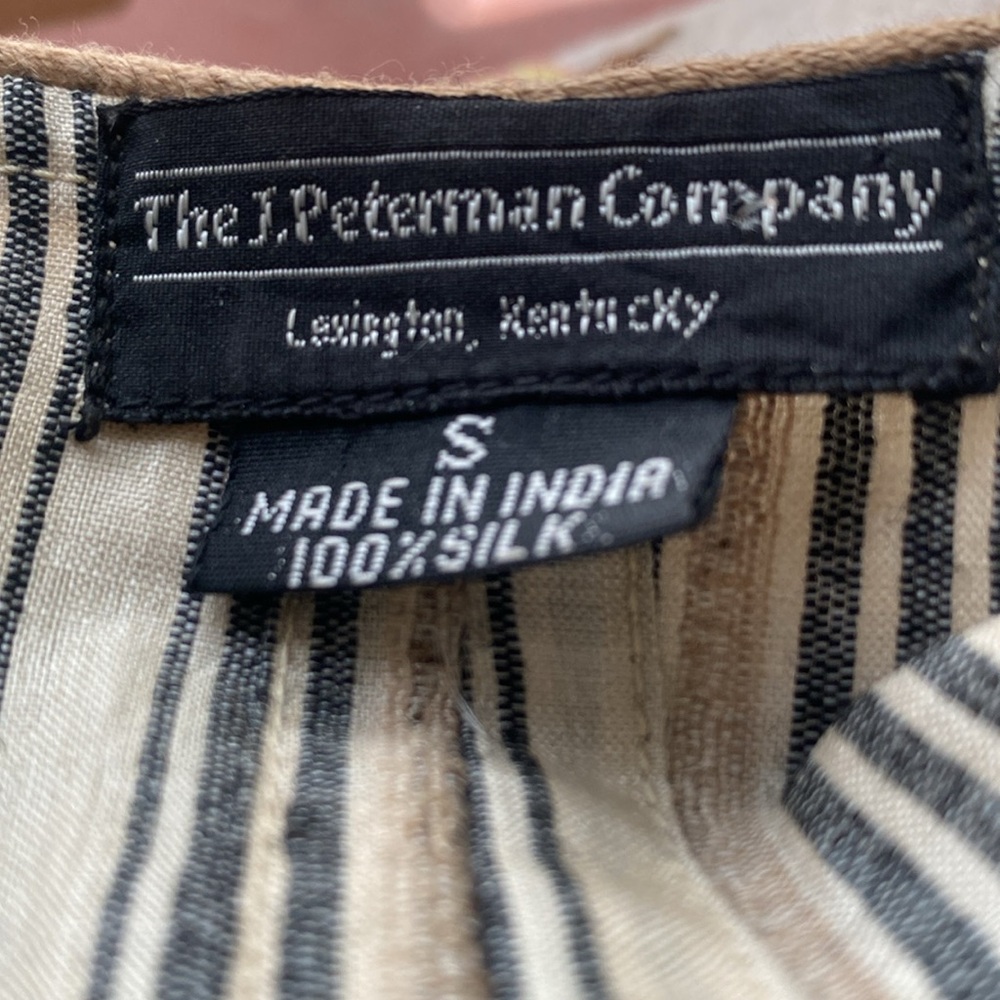 The J. Peterman Company
Lexington, Kentucky
S
MADE IN INDIA
100% SILK